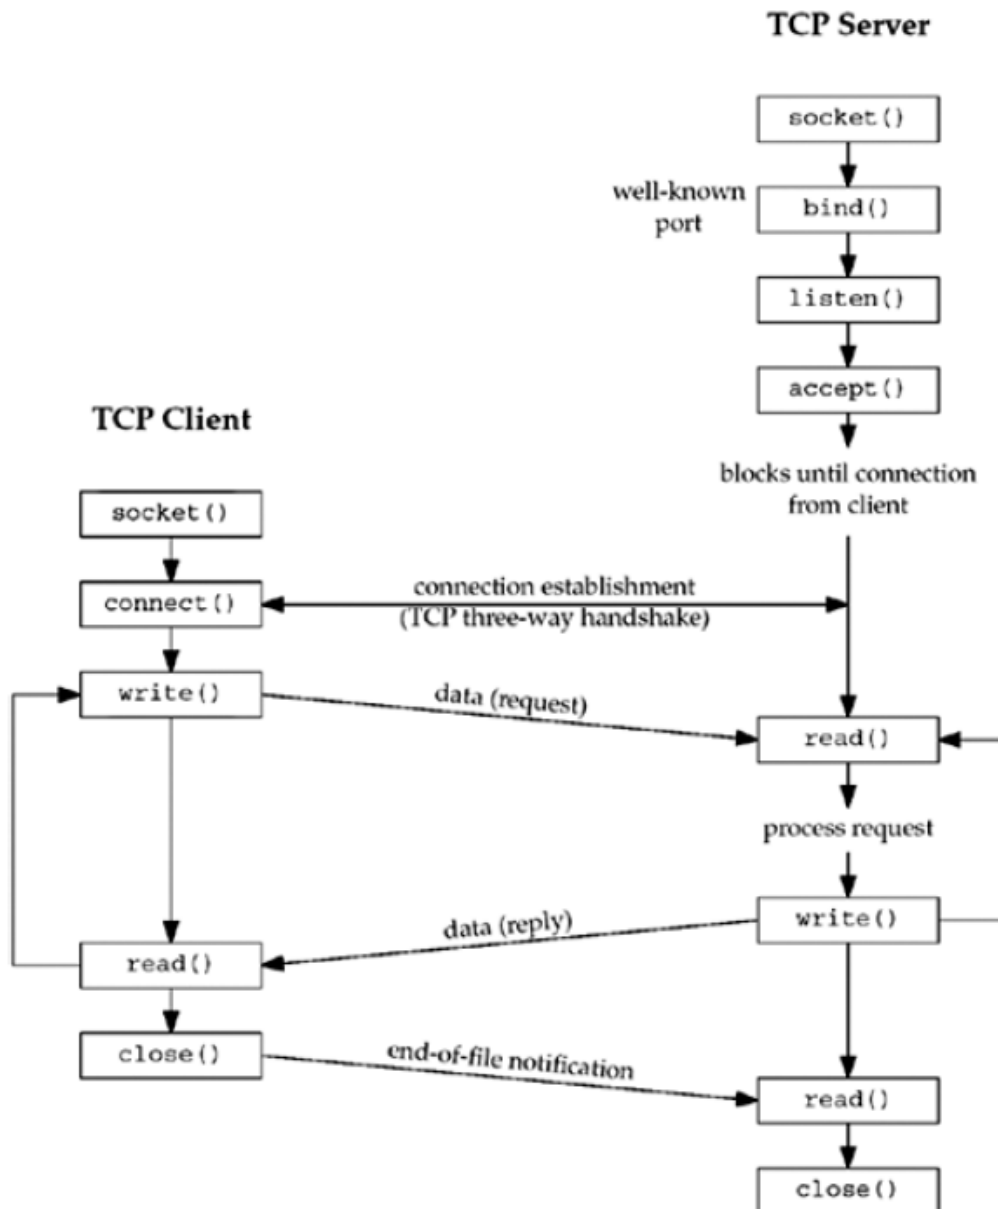 TCP Server
socket()
well-known
port
bind()
listen()
accept()
TCP Client
blocks until connection
from client
socket()
connection establishment
connect()
(TCP three-way handshake)
write()
data (request)
read()
process request
data (reply)
write()
read()
close()
end-of-file notification
read()
close()